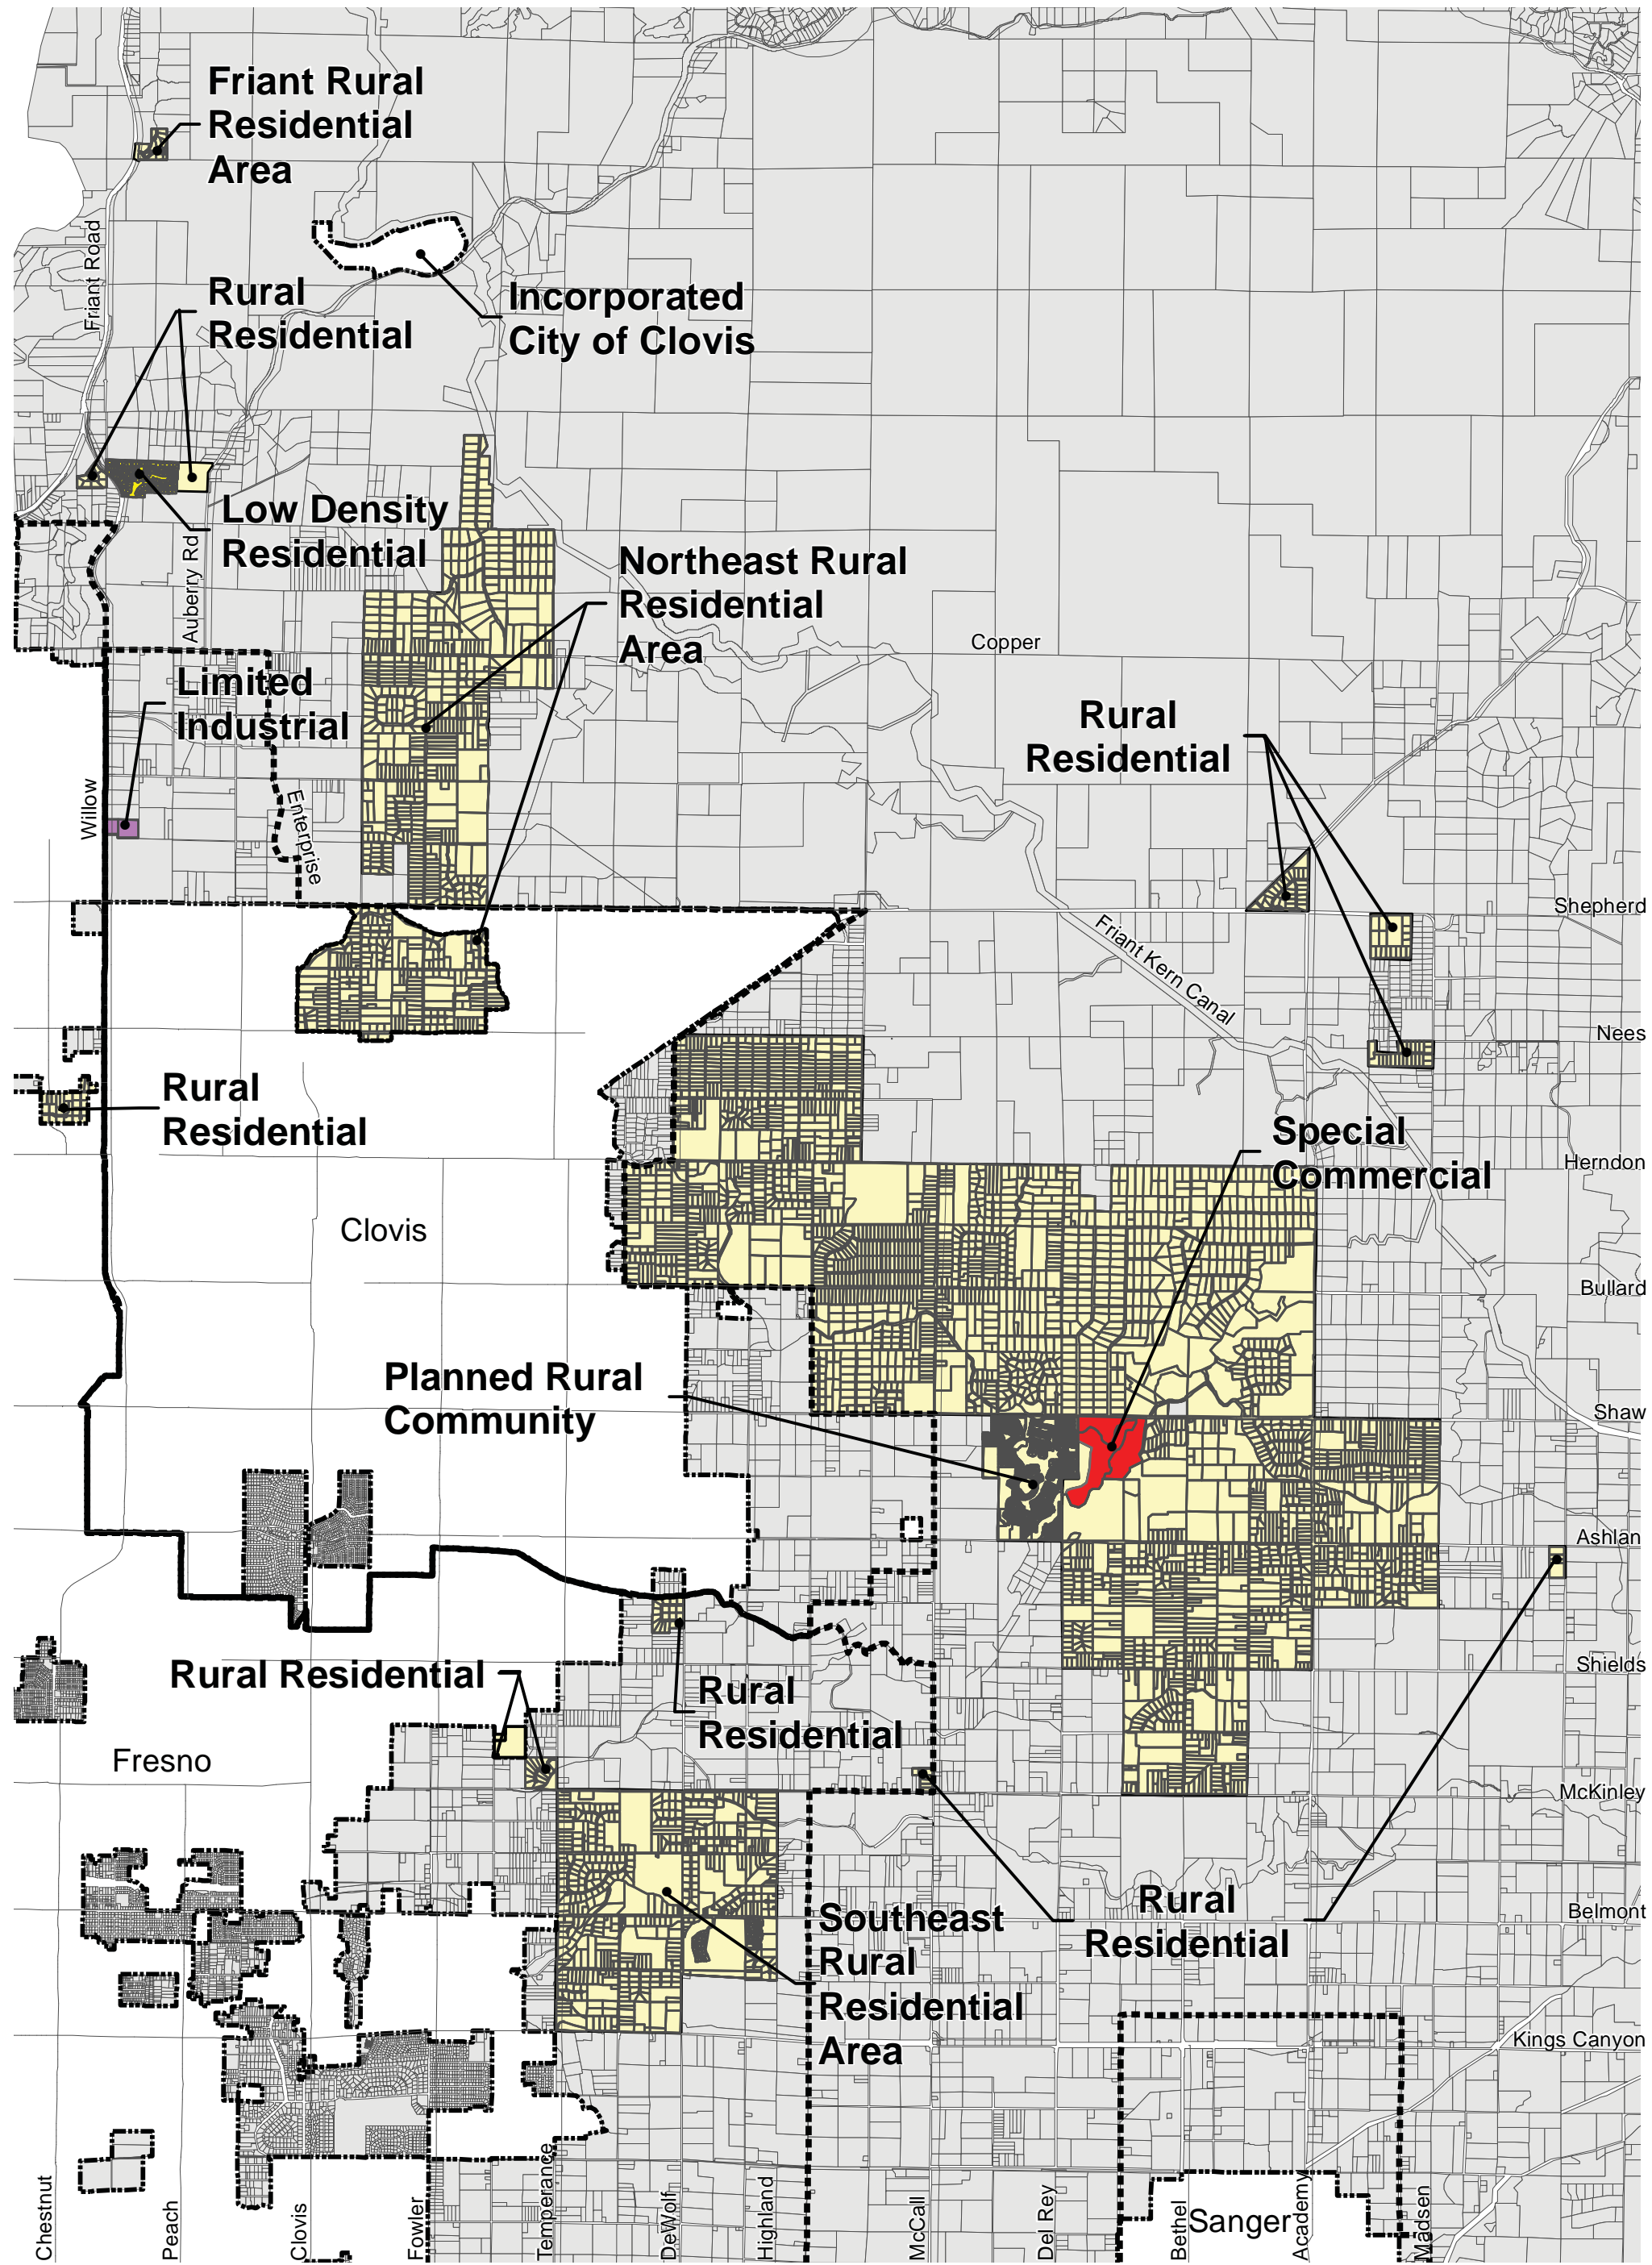 Friant Rural
Residential
Area
Friant Road
Rural
Residential
Incorporated
City of Clovis
Low Density
Residential
Auberry Rd
Northeast Rural
Residential
Area
Copper
Limited
Industrial
Rural
Residential
Willow
Enterprise
Shepherd
Friant Kern Canal
Nees
Rural
Residential
Special
Commercial
Herndon
Clovis
Bullard
Planned Rural
Community
Shaw
Ashlan
Rural Residential
Shields
Rural
Residential
Fresno
McKinley
Rural
Residential
Southeast
Rural
Residential
Area
Belmont
Kings Canyon
Chestnut
Peach
Clovis
Fowler
Temperance
DeWolf
Highland
McCall
Del Rey
Bethel
Sanger
Academy
Madsen